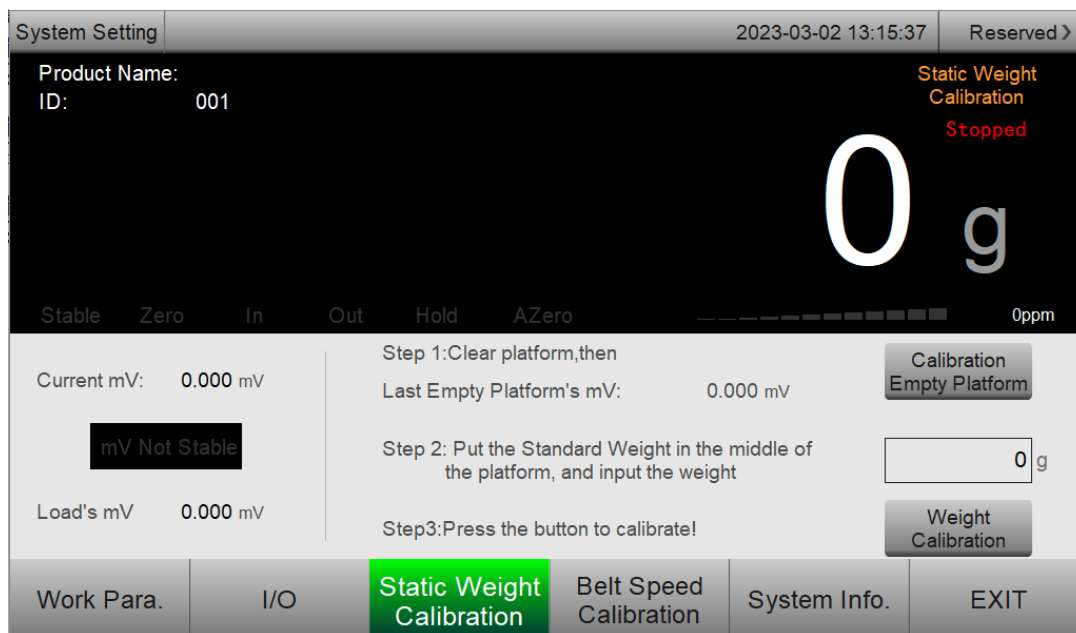 System Setting 2023-03-02 13:15:37 Reserved ❯
Product Name:
ID: 001
Static Weight
Calibration
Stopped
0 g
Stable Zero In Out Hold AZero 0ppm
Current mV: 0.000 mV
mV Not Stable
Load's mV 0.000 mV
Step 1:Clear platform,then
Last Empty Platform's mV: 0.000 mV
Calibration
Empty Platform
Step 2: Put the Standard Weight in the middle of
the platform, and input the weight
0 g
Step3:Press the button to calibrate!
Weight
Calibration
Work Para.
I/O
Static Weight
Calibration
Belt Speed
Calibration
System Info.
EXIT